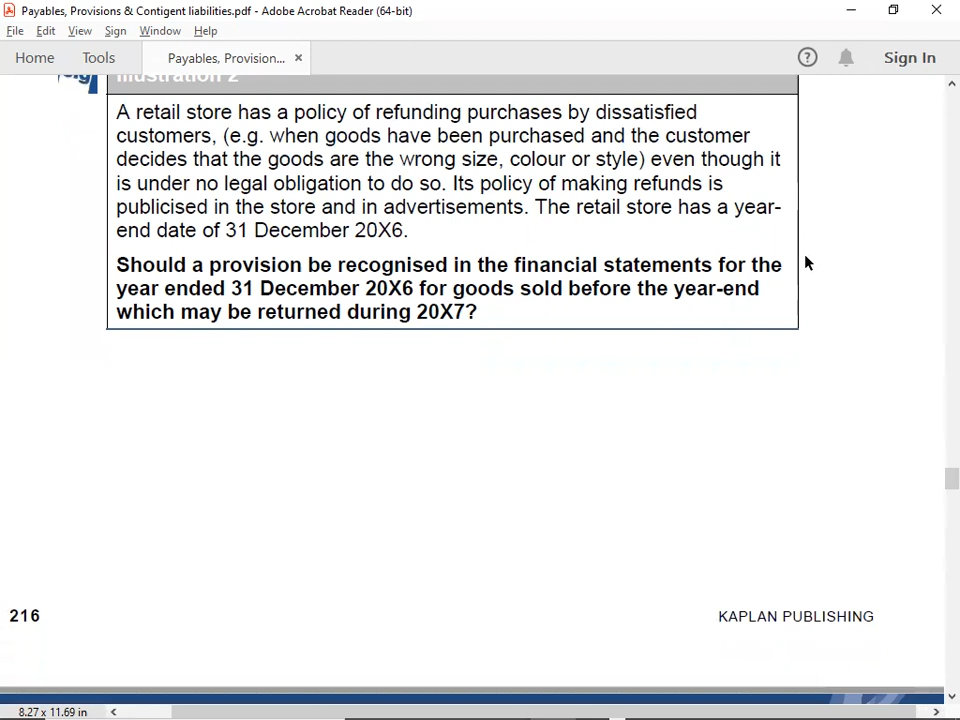 Payables, Provisions & Contigent liabilities.pdf - Adobe Acrobat Reader (64-bit)
File Edit View Sign Window Help
Home Tools Payables, Provision... × Sign In
Illustration 2
A retail store has a policy of refunding purchases by dissatisfied
customers, (e.g. when goods have been purchased and the customer
decides that the goods are the wrong size, colour or style) even though it
is under no legal obligation to do so. Its policy of making refunds is
publicised in the store and in advertisements. The retail store has a year-
end date of 31 December 20X6.
Should a provision be recognised in the financial statements for the
year ended 31 December 20X6 for goods sold before the year-end
which may be returned during 20X7?
216
KAPLAN PUBLISHING
8.27 x 11.69 in